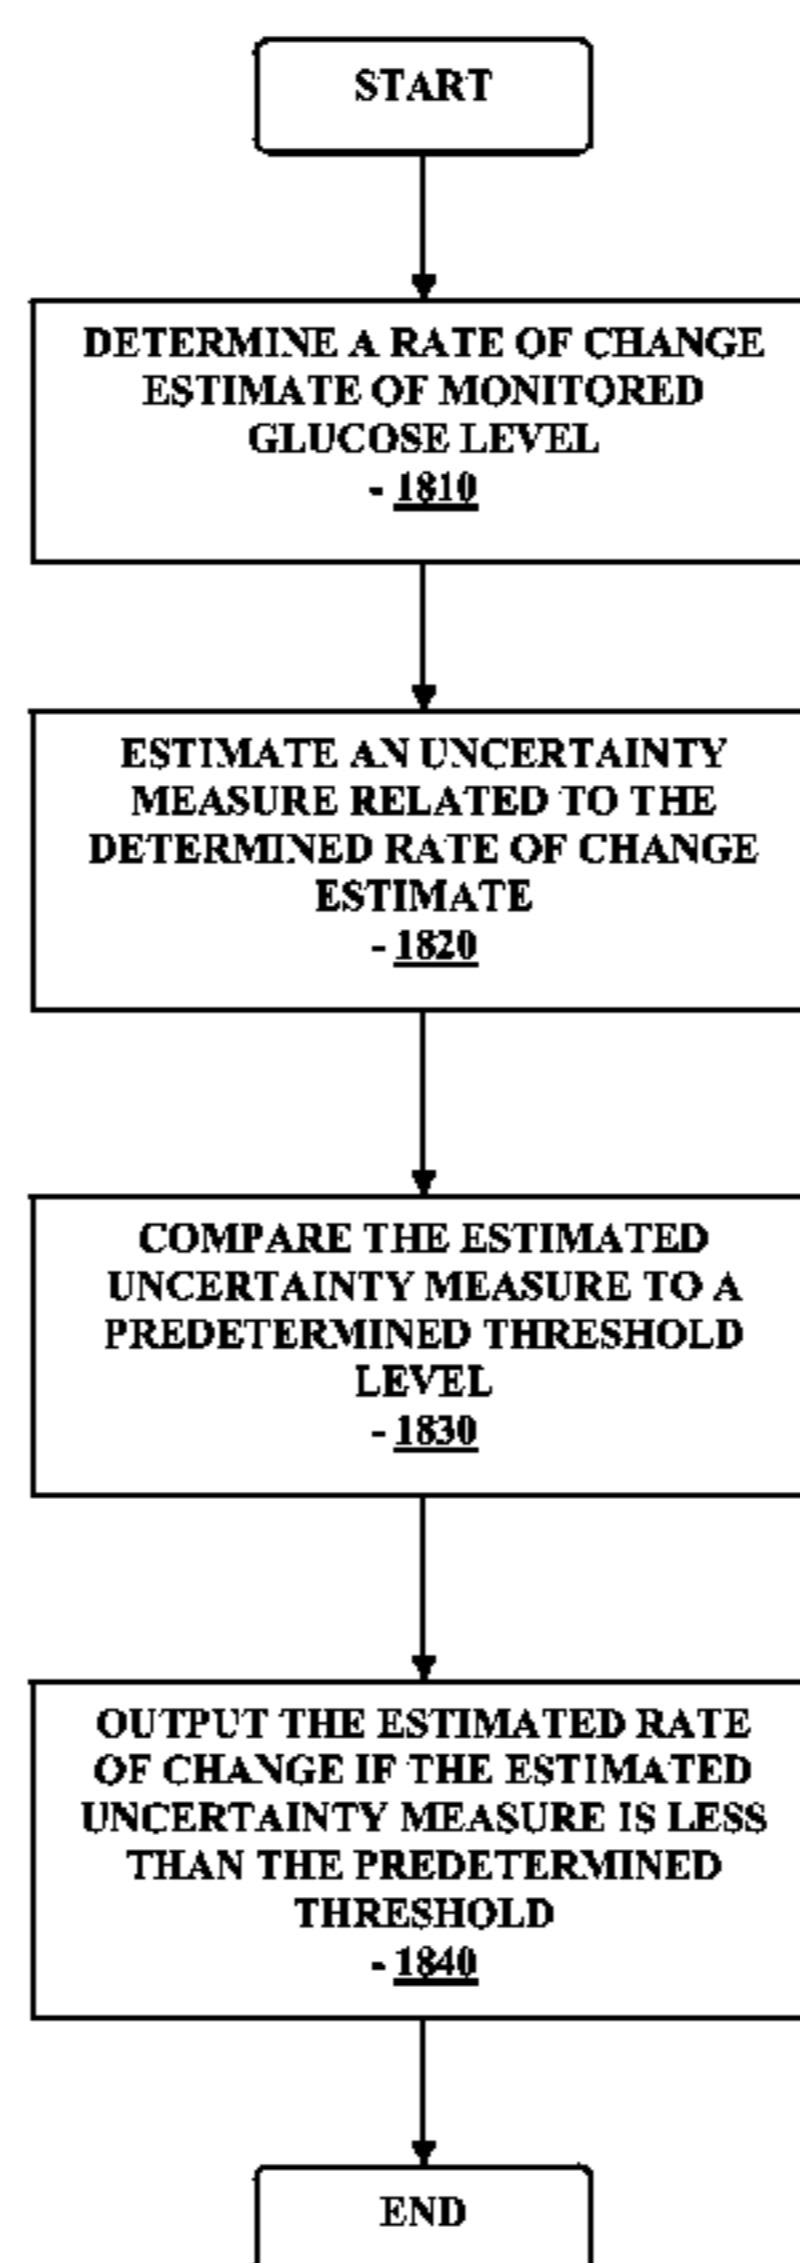 START
DETERMINE A RATE OF CHANGE
ESTIMATE OF MONITORED
GLUCOSE LEVEL
- 1810
ESTIMATE AN UNCERTAINTY
MEASURE RELATED TO THE
DETERMINED RATE OF CHANGE
ESTIMATE
- 1820
COMPARE THE ESTIMATED
UNCERTAINTY MEASURE TO A
PREDETERMINED THRESHOLD
LEVEL
- 1830
OUTPUT THE ESTIMATED RATE
OF CHANGE IF THE ESTIMATED
UNCERTAINTY MEASURE IS LESS
THAN THE PREDETERMINED
THRESHOLD
- 1840
END